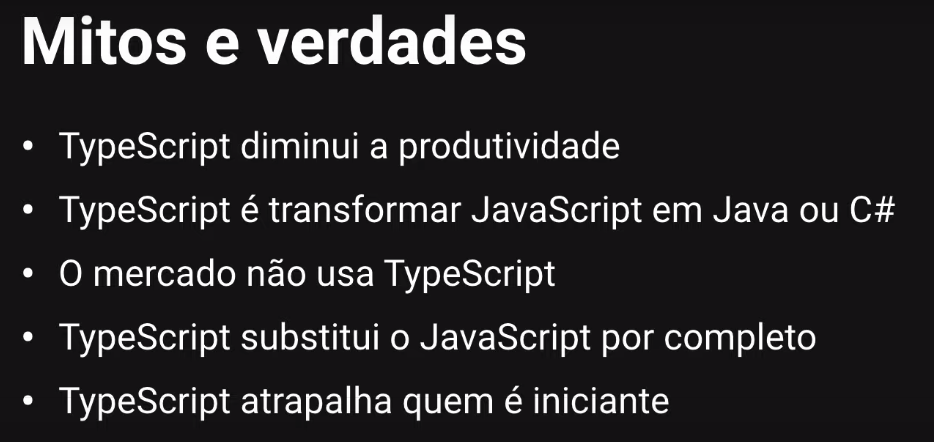 Mitos e verdades
• TypeScript diminui a produtividade
• TypeScript é transformar JavaScript em Java ou C#
• O mercado não usa TypeScript
• TypeScript substitui o JavaScript por completo
• TypeScript atrapalha quem é iniciante